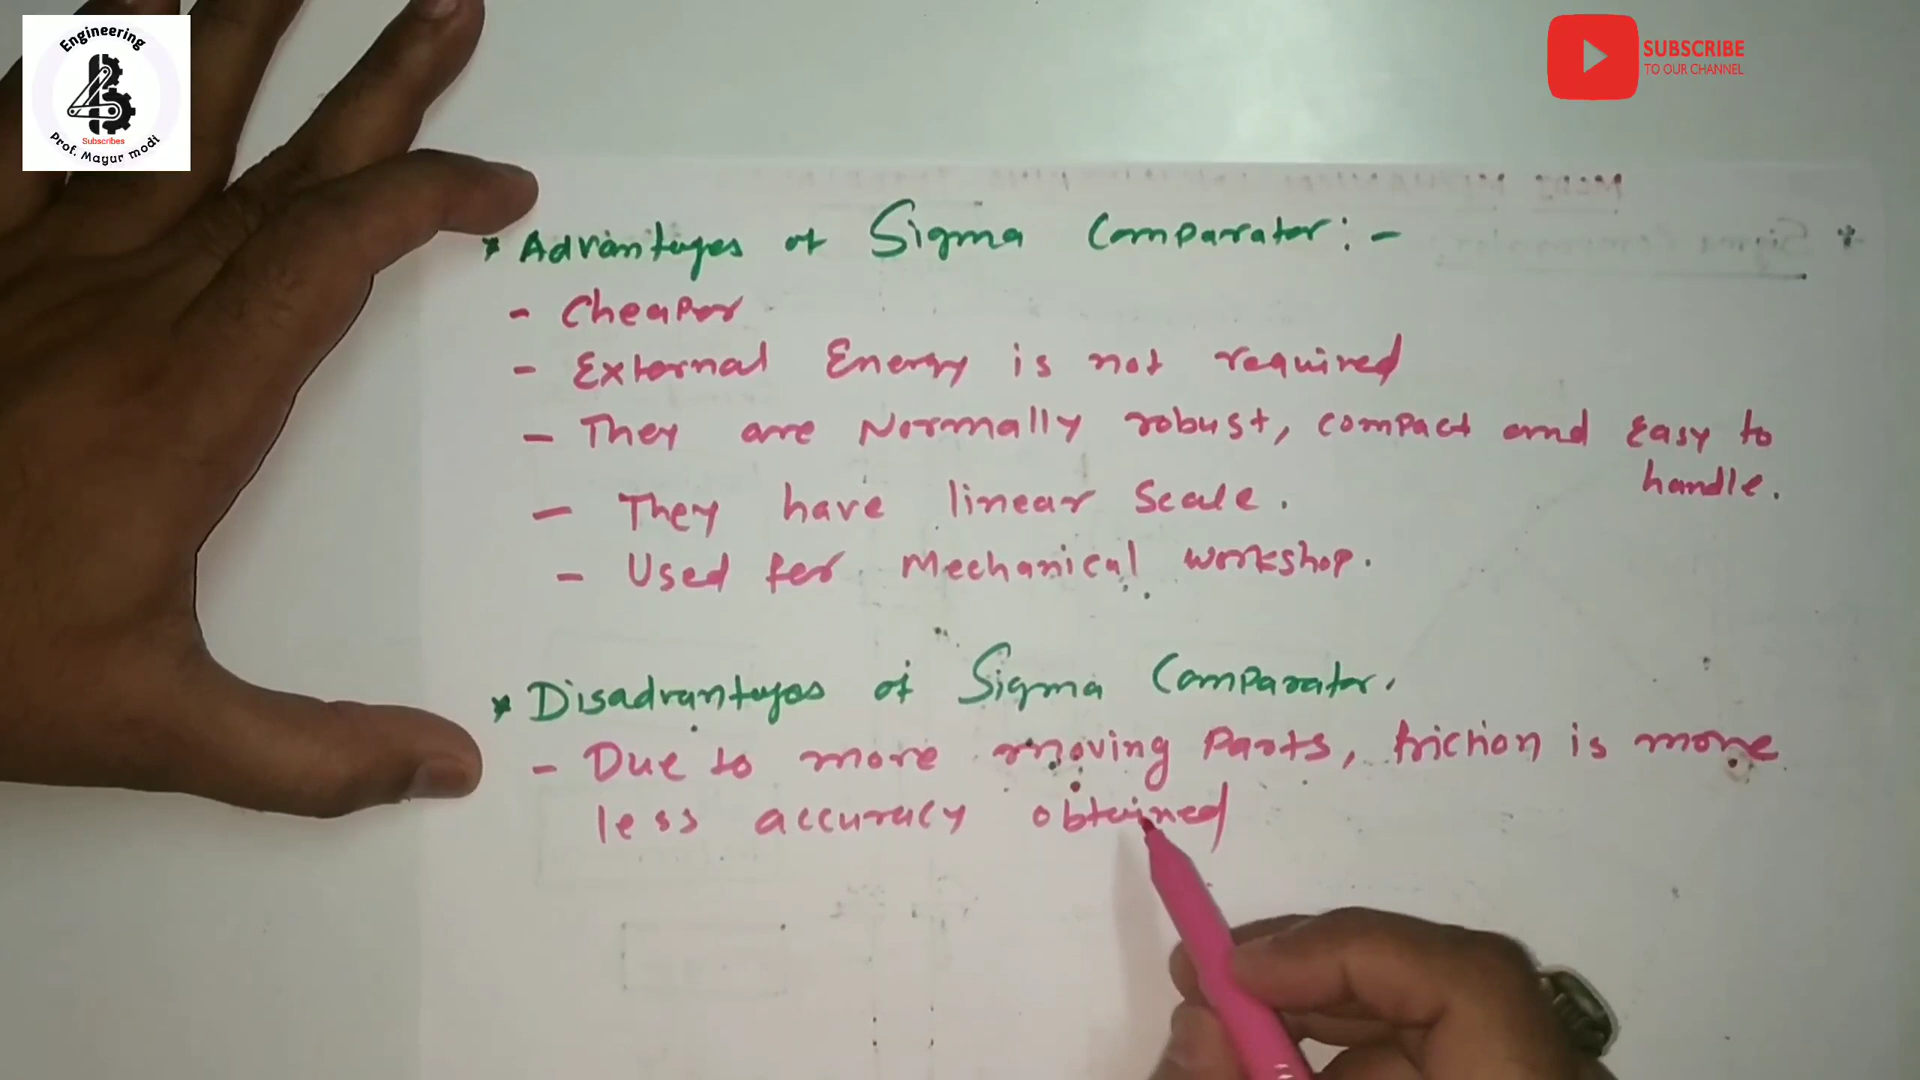 Engineering
Subscribes
Prof. Mayur modi
SUBSCRIBE
TO OUR CHANNEL
* Advantages of Sigma Comparator:-
- Cheaper
- External Energy is not required
- They are Normally robust, compact and Easy to
handle.
- They have linear Scale.
- Used for Mechanical workshop.
* Disadvantages of Sigma Comparator.
- Due to more moving Parts, friction is more
less accuracy obtained